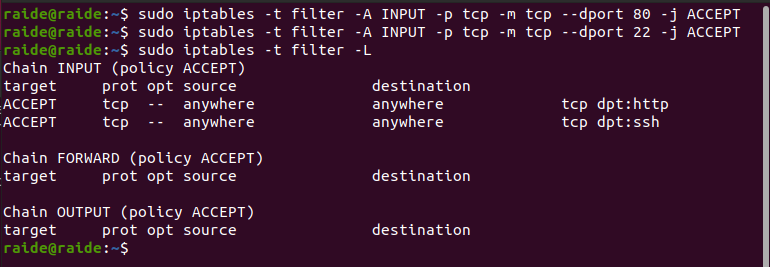 raide@raide:~$ sudo iptables -t filter -A INPUT -p tcp -m tcp --dport 80 -j ACCEPT
raide@raide:~$ sudo iptables -t filter -A INPUT -p tcp -m tcp --dport 22 -j ACCEPT
raide@raide:~$ sudo iptables -t filter -L
Chain INPUT (policy ACCEPT)
target     prot opt source               destination
ACCEPT     tcp  --  anywhere             anywhere             tcp dpt:http
ACCEPT     tcp  --  anywhere             anywhere             tcp dpt:ssh

Chain FORWARD (policy ACCEPT)
target     prot opt source               destination

Chain OUTPUT (policy ACCEPT)
target     prot opt source               destination
raide@raide:~$